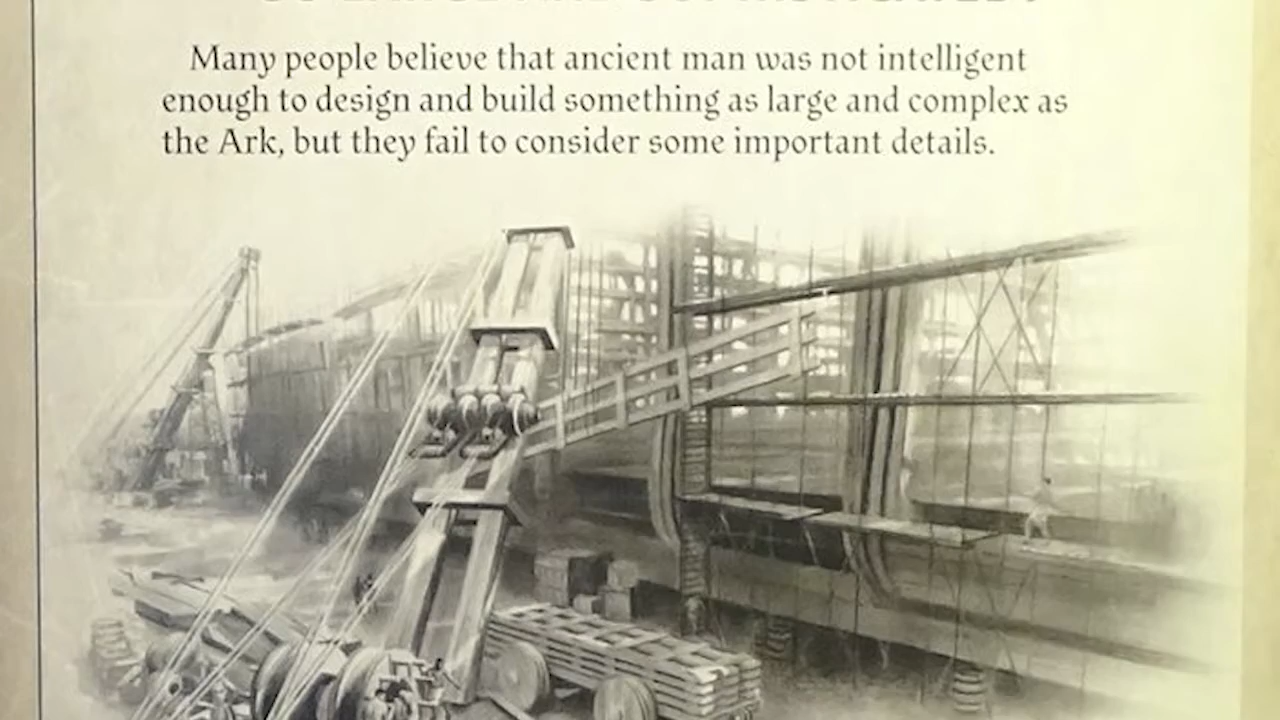 Many people believe that ancient man was not intelligent
enough to design and build something as large and complex as
the Ark, but they fail to consider some important details.